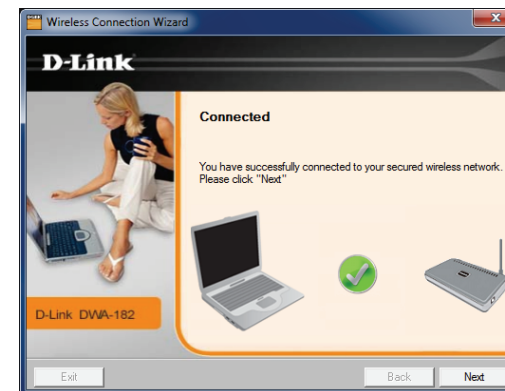 Wireless Connection Wizard
D-Link
Connected
You have successfully connected to your secured wireless network.
Please click "Next"
D-Link DWA-182
Exit
Back
Next